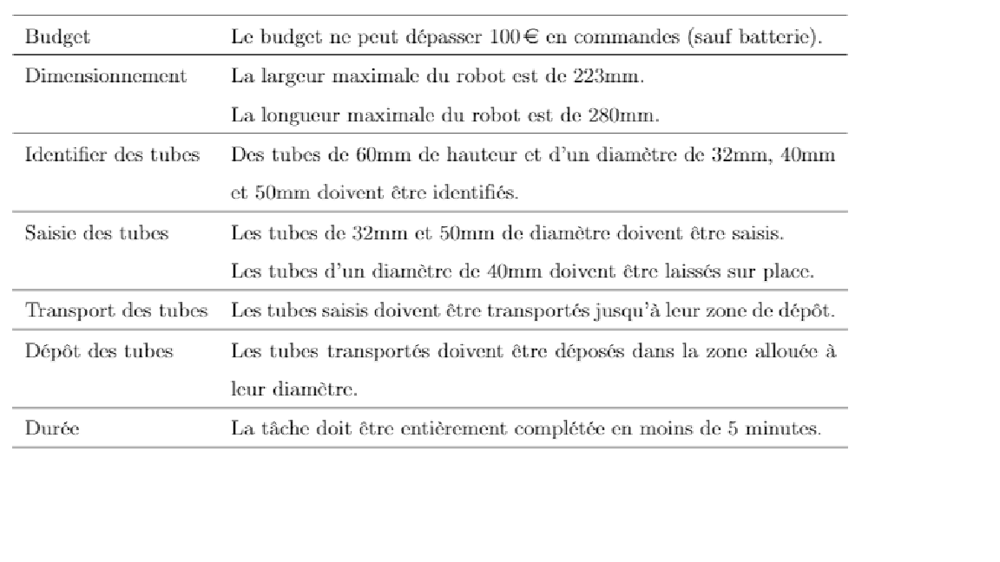 Budget Le budget ne peut dépasser 100 € en commandes (sauf batterie).
Dimensionnement La largeur maximale du robot est de 223mm.
La longueur maximale du robot est de 280mm.
Identifier des tubes Des tubes de 60mm de hauteur et d'un diamètre de 32mm, 40mm
et 50mm doivent être identifiés.
Saisie des tubes Les tubes de 32mm et 50mm de diamètre doivent être saisis.
Les tubes d'un diamètre de 40mm doivent être laissés sur place.
Transport des tubes Les tubes saisis doivent être transportés jusqu'à leur zone de dépôt.
Dépôt des tubes Les tubes transportés doivent être déposés dans la zone allouée à
leur diamètre.
Durée La tâche doit être entièrement complétée en moins de 5 minutes.